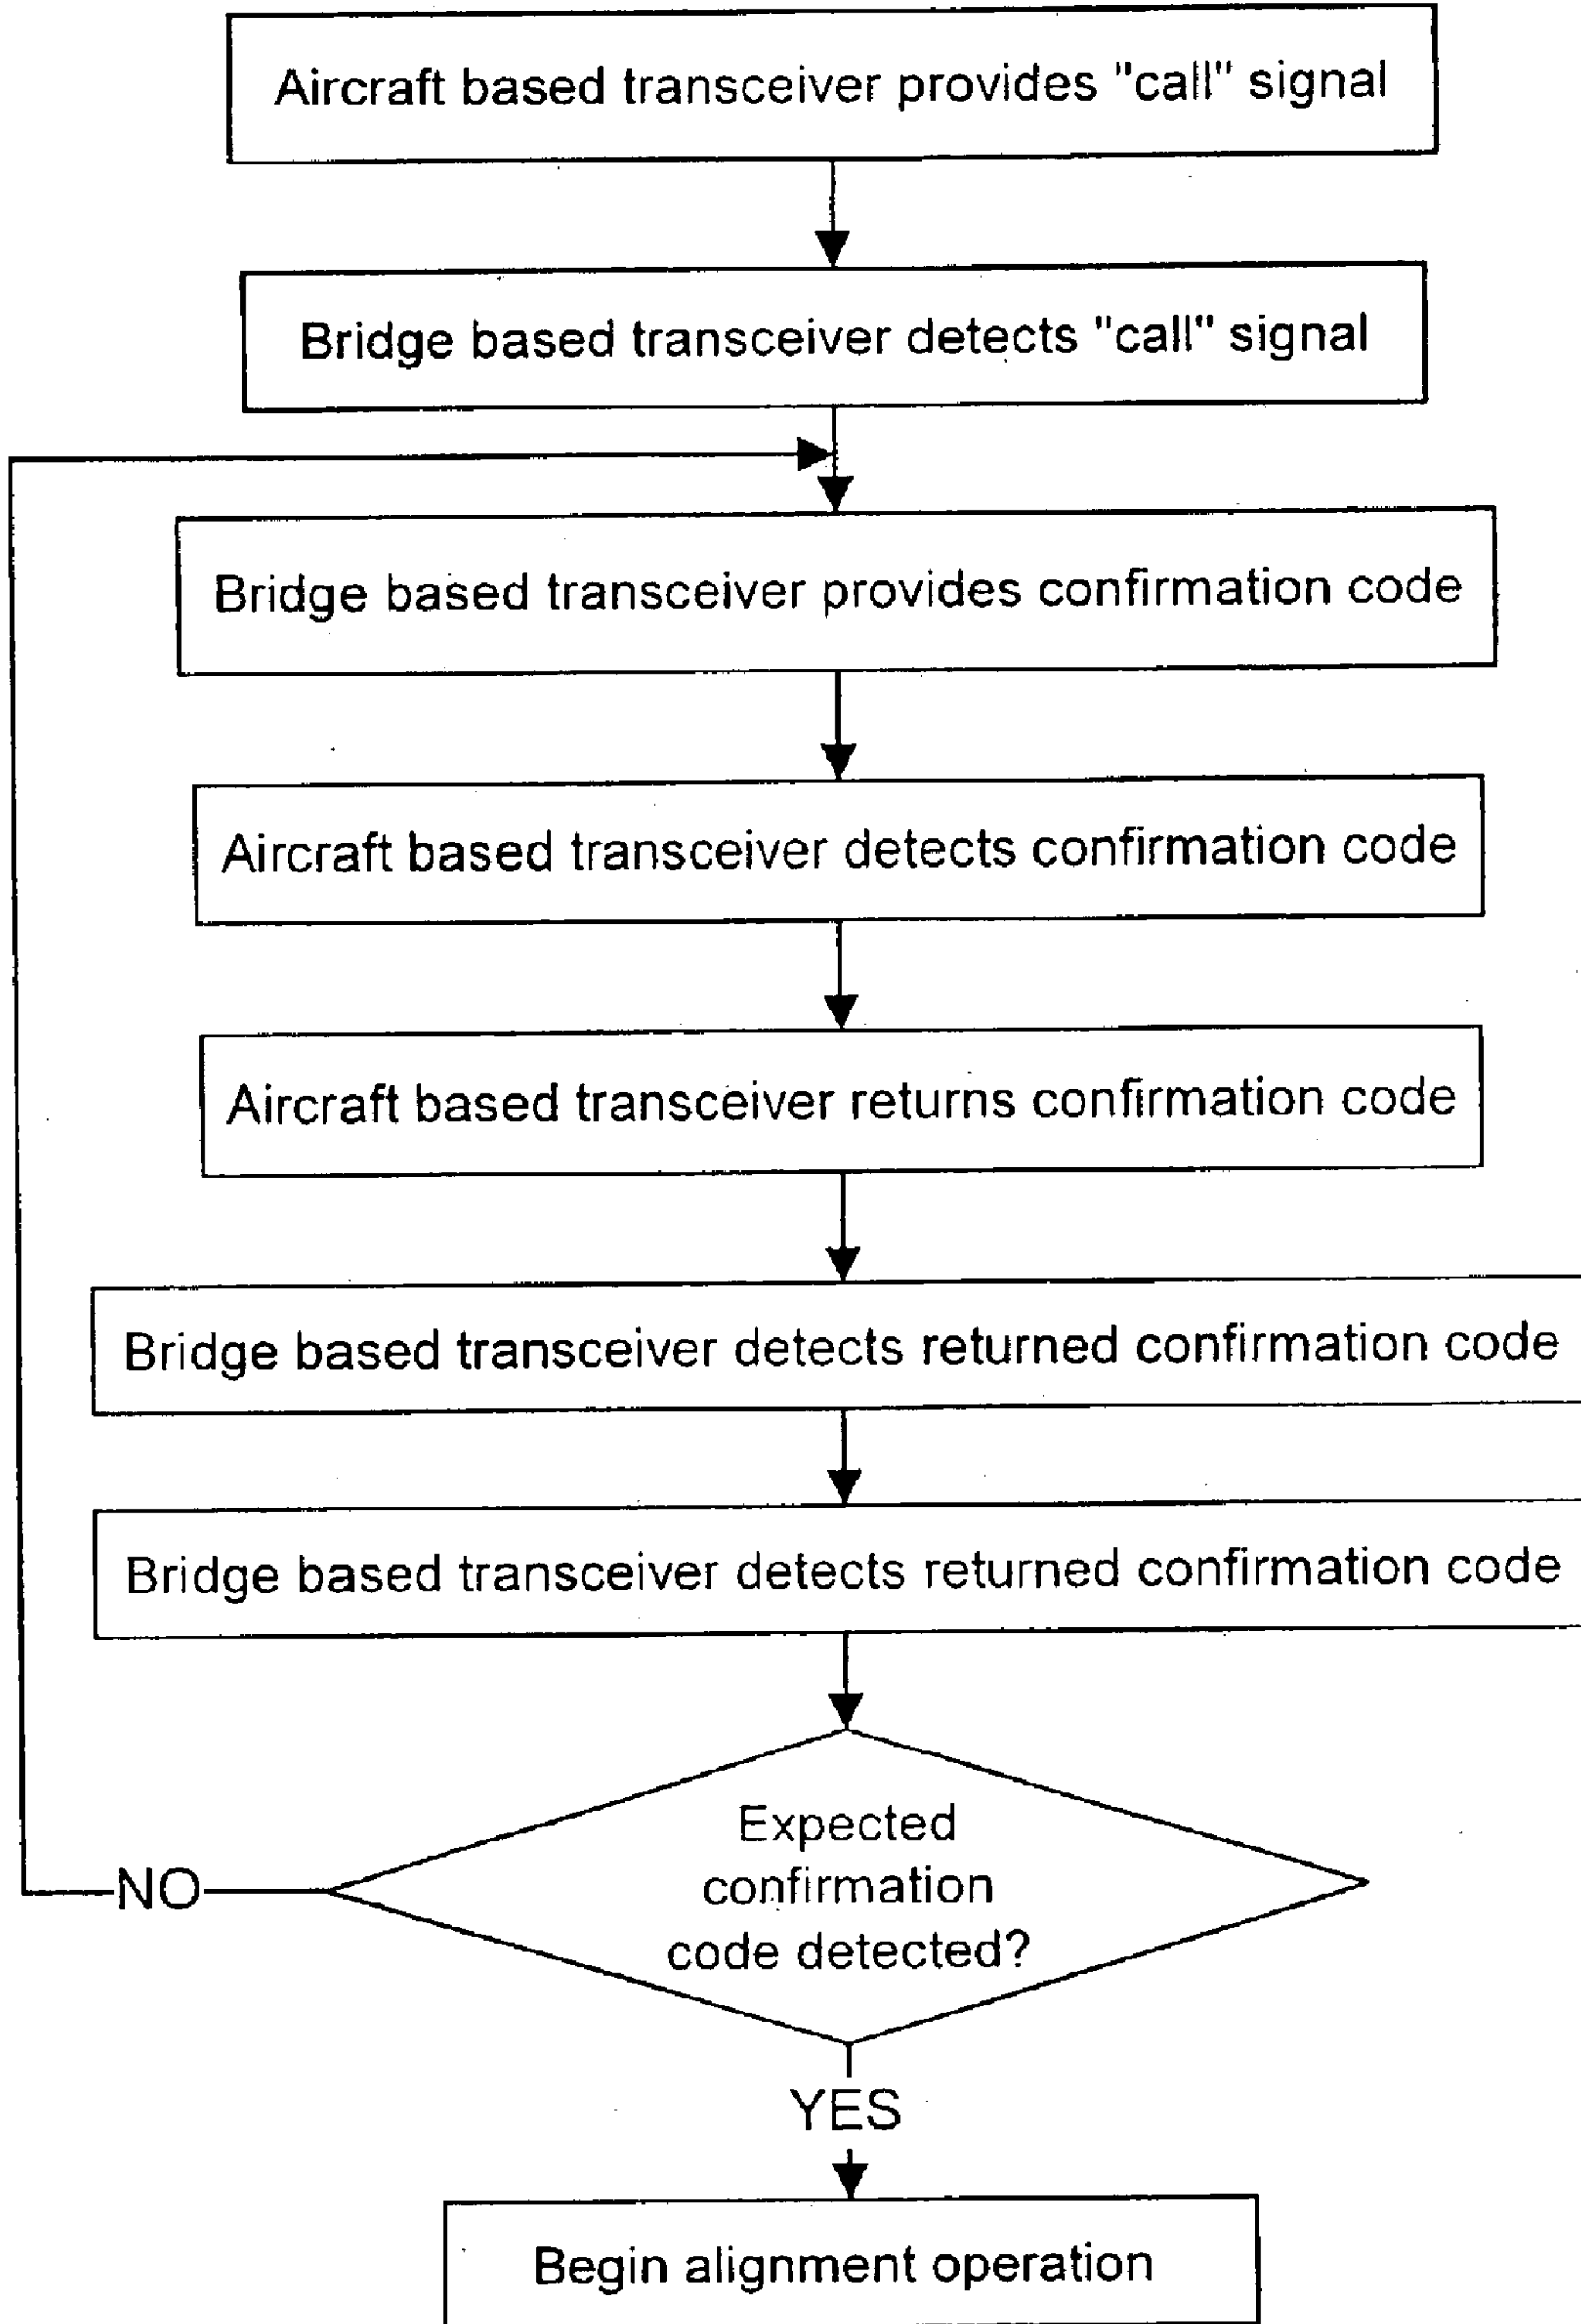 Aircraft based transceiver provides "call" signal
Bridge based transceiver detects "call" signal
Bridge based transceiver provides confirmation code
Aircraft based transceiver detects confirmation code
Aircraft based transceiver returns confirmation code
Bridge based transceiver detects returned confirmation code
Bridge based transceiver detects returned confirmation code
Expected
confirmation
code detected?
NO
YES
Begin alignment operation